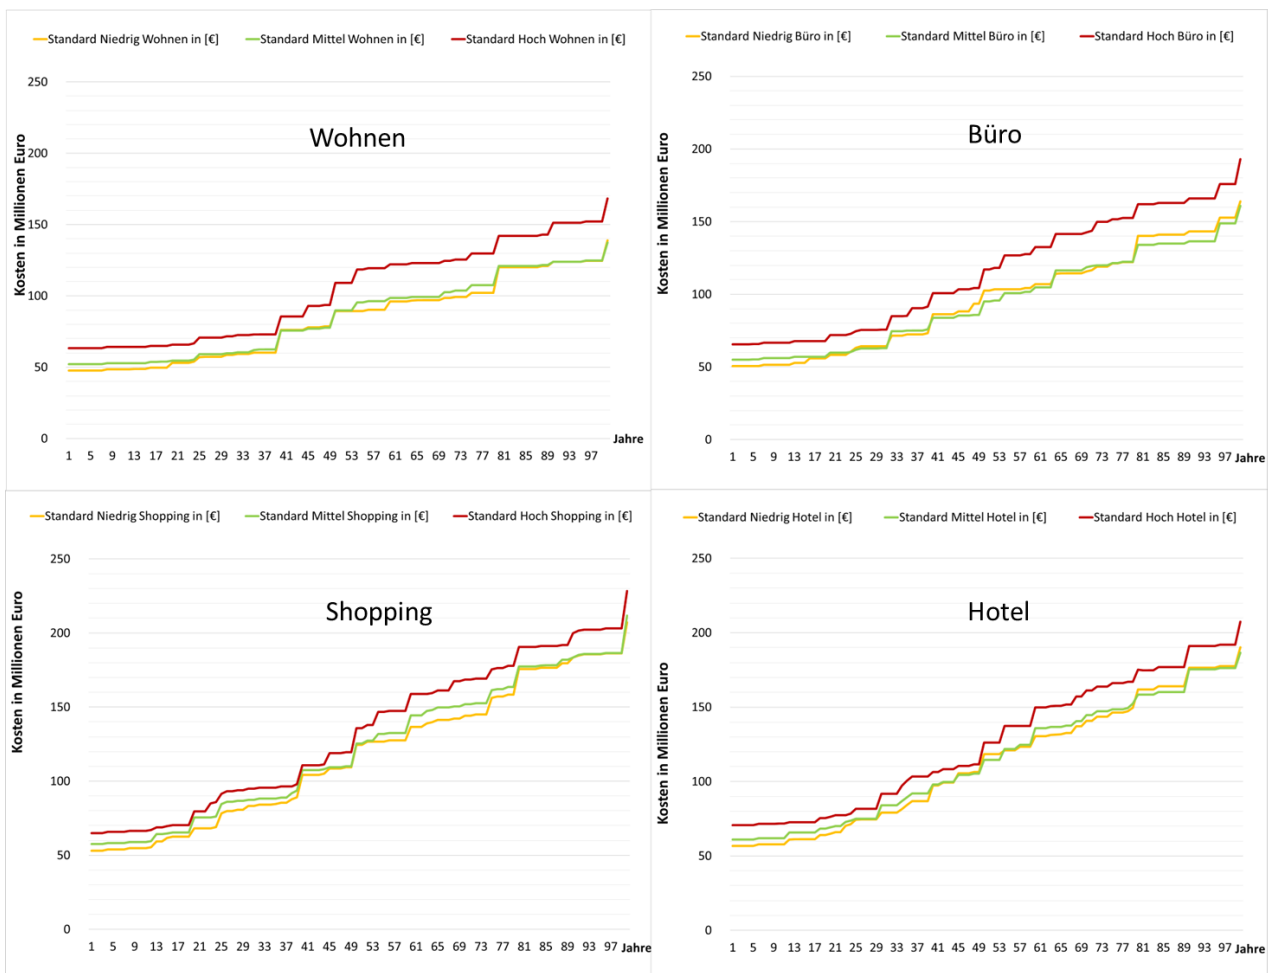 Standard Niedrig Wohnen in [€] Standard Mittel Wohnen in [€] Standard Hoch Wohnen in [€]
250
200
150
100
50
0
Kosten in Millionen Euro
Wohnen
Jahre
1 5 9 13 17 21 25 29 33 37 41 45 49 53 57 61 65 69 73 77 81 85 89 93 97
Standard Niedrig Büro in [€] Standard Mittel Büro in [€] Standard Hoch Büro in [€]
250
200
150
100
50
0
Kosten in Millionen Euro
Büro
1 5 9 13 17 21 25 29 33 37 41 45 49 53 57 61 65 69 73 77 81 85 89 93 97 Jahre
Standard Niedrig Shopping in [€] Standard Mittel Shopping in [€] Standard Hoch Shopping in [€]
250
200
150
100
50
0
Kosten in Millionen Euro
Shopping
1 5 9 13 17 21 25 29 33 37 41 45 49 53 57 61 65 69 73 77 81 85 89 93 97 Jahre
Standard Niedrig Hotel in [€] Standard Mittel Hotel in [€] Standard Hoch Hotel in [€]
250
200
150
100
50
0
Kosten in Millionen Euro
Hotel
1 5 9 13 17 21 25 29 33 37 41 45 49 53 57 61 65 69 73 77 81 85 89 93 97 Jahre